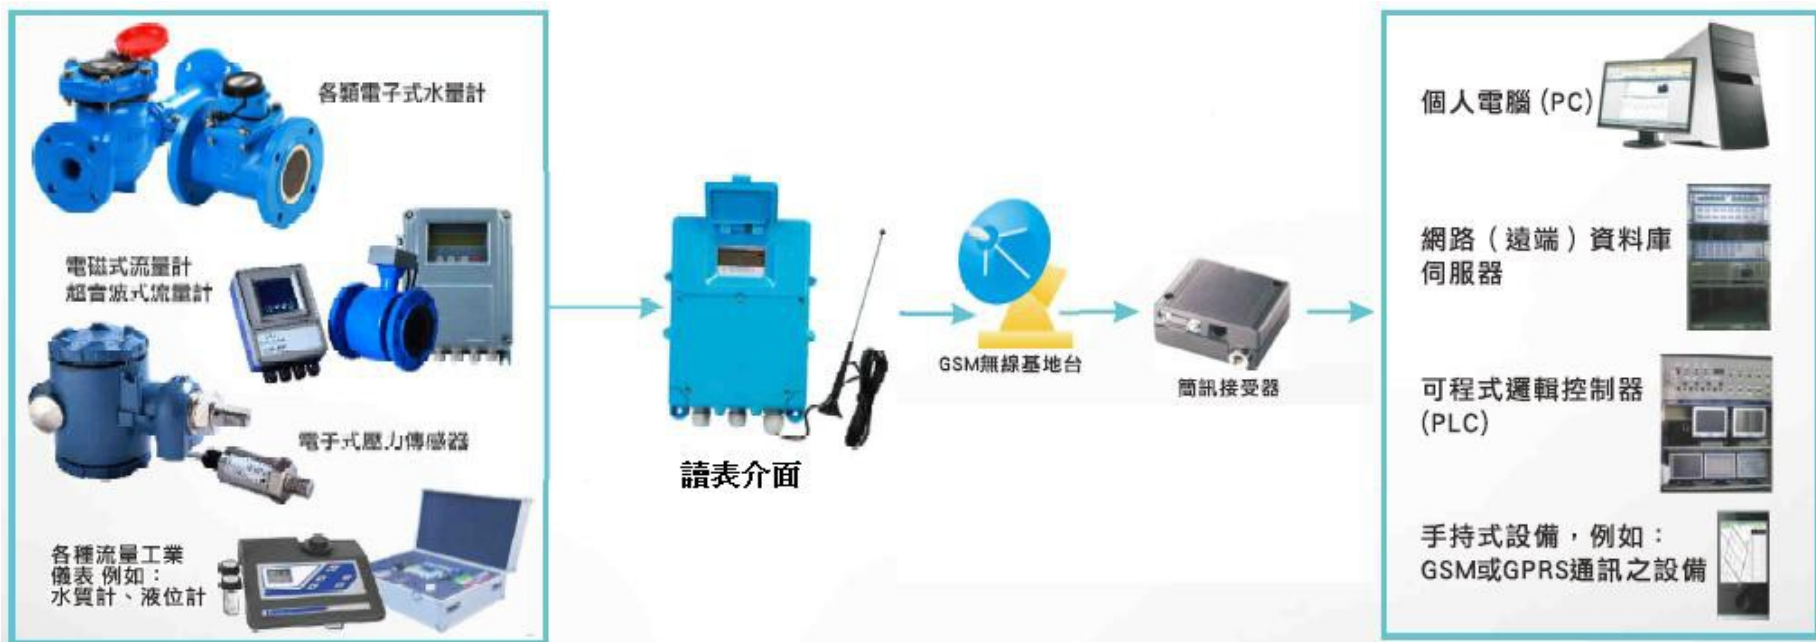 各類電子式水量計
電磁式流量計
超音波式流量計
電子式壓力傳感器
各種流量工業
儀表 例如：
水質計、液位計
讀表介面
GSM無線基地台
簡訊接受器
個人電腦 (PC)
網路（遠端）資料庫
伺服器
可程式邏輯控制器
(PLC)
手持式設備，例如：
GSM或GPRS通訊之設備